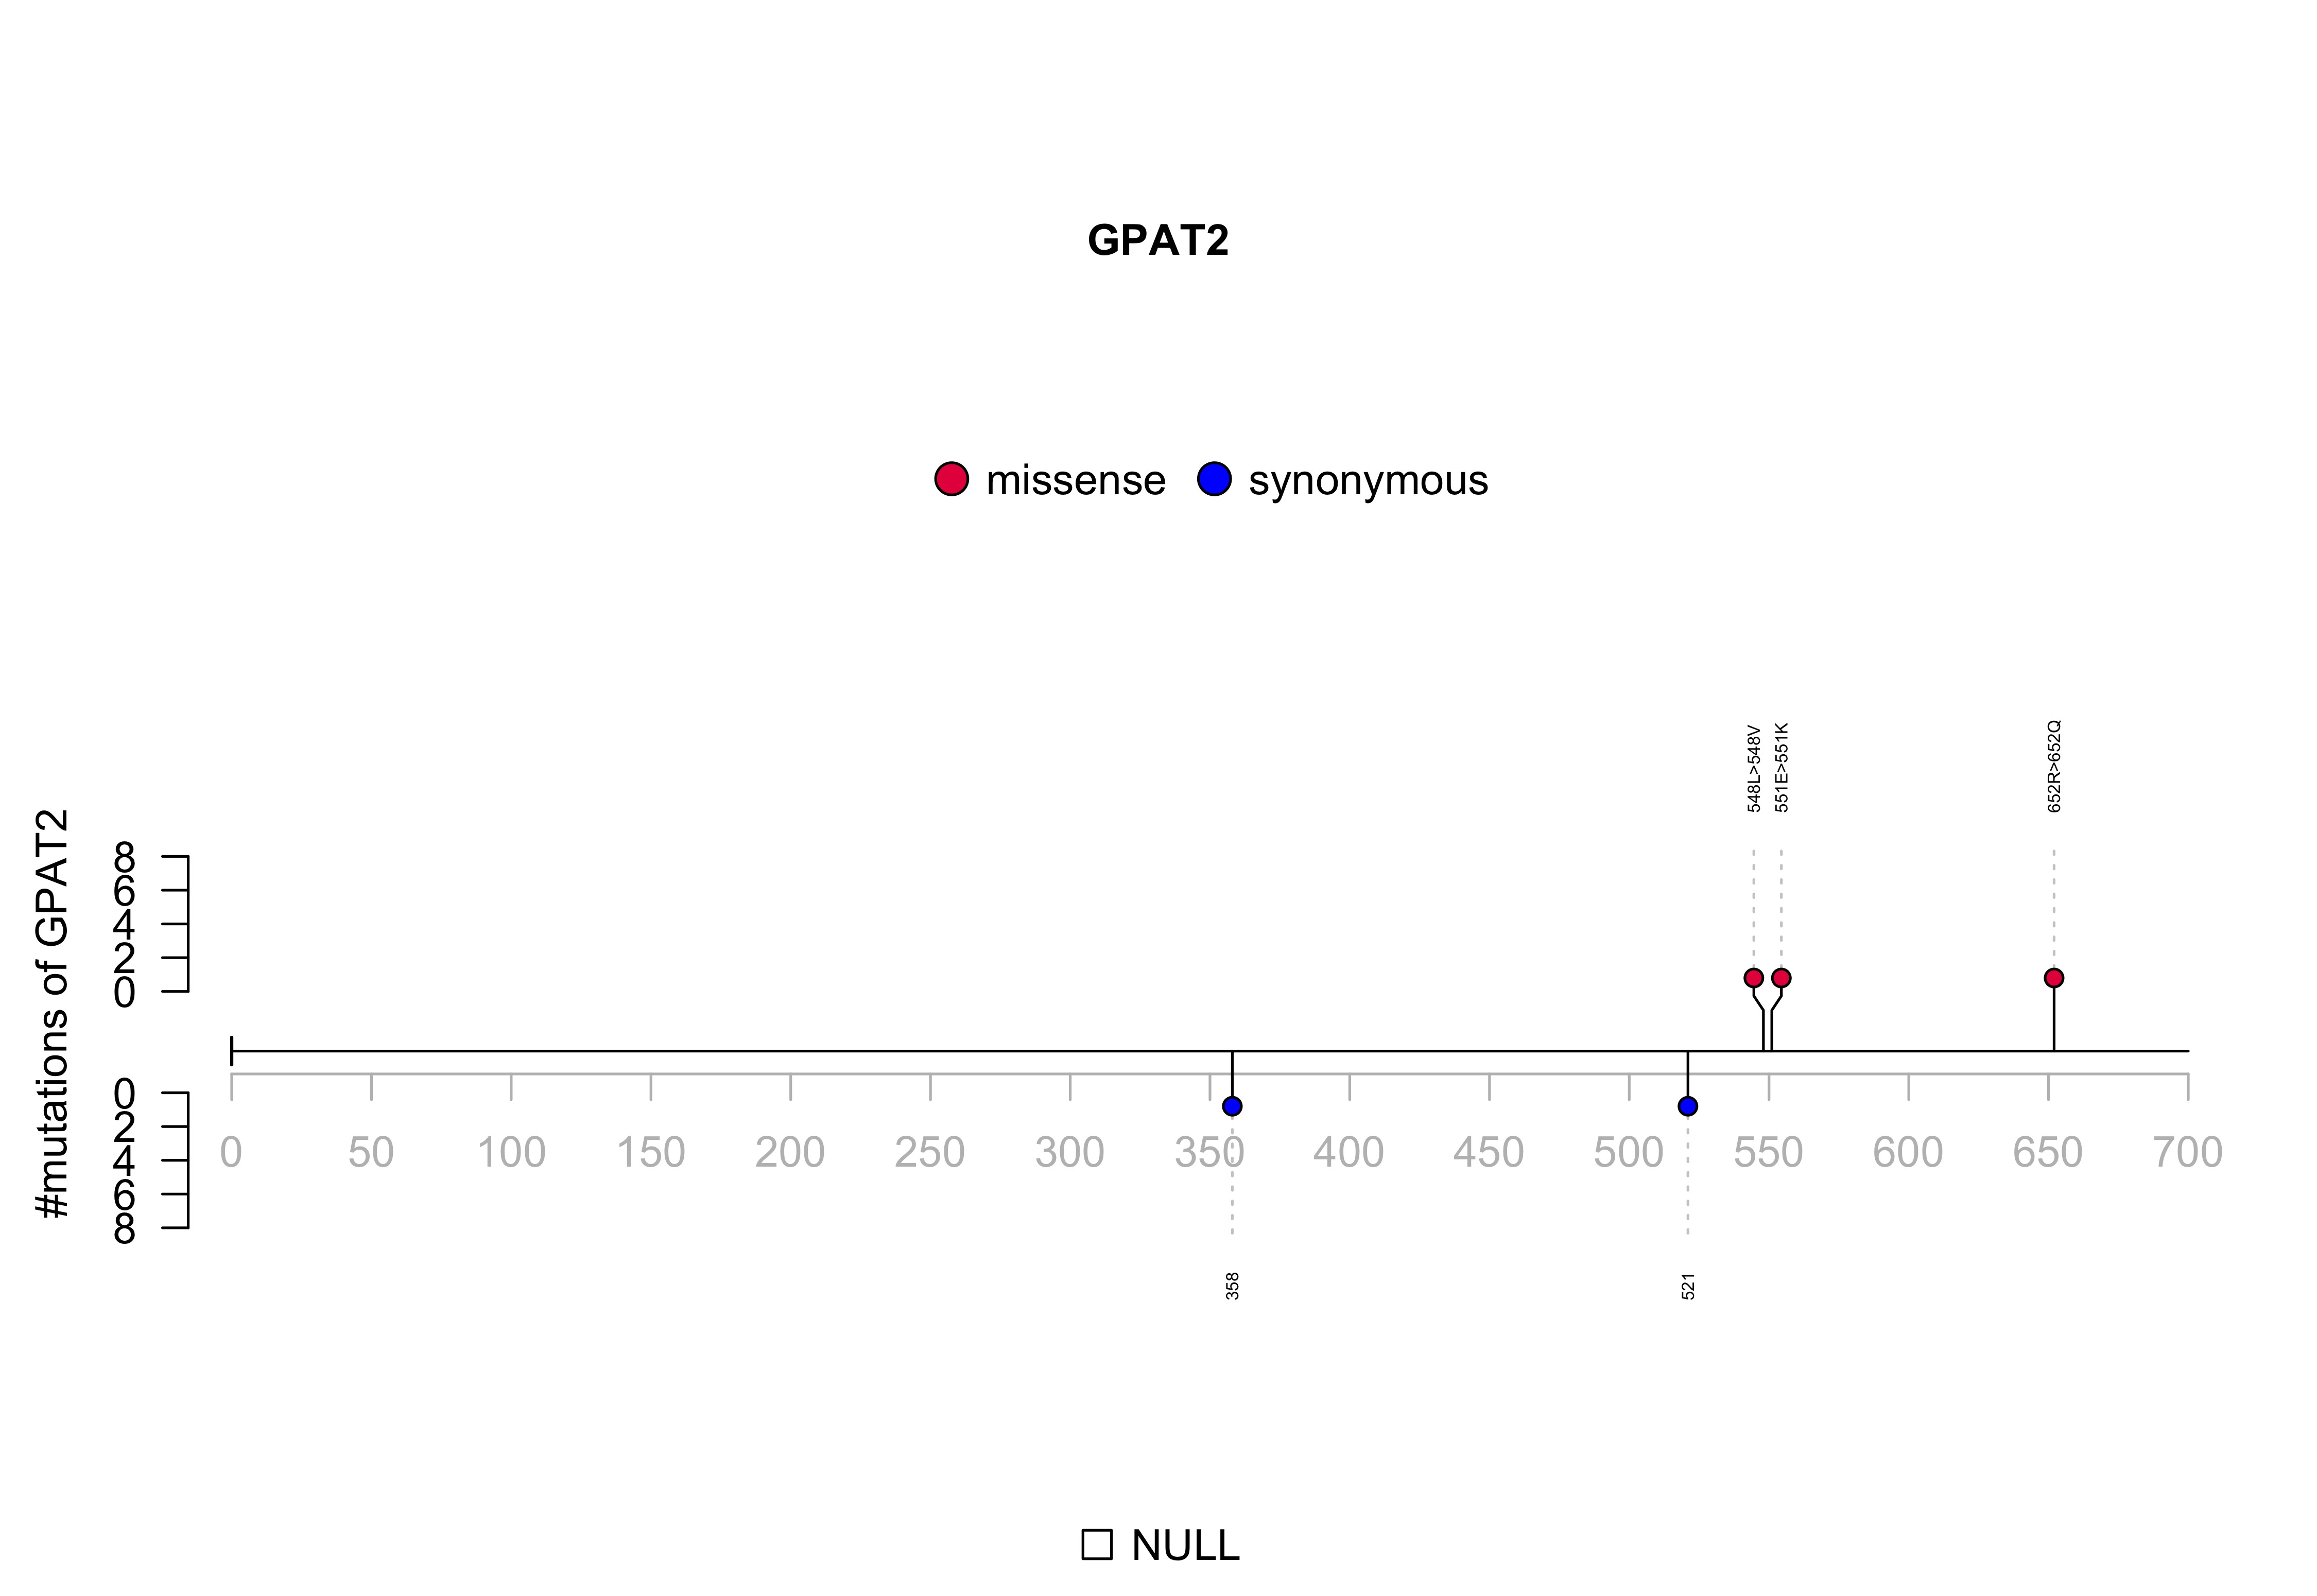 GPAT2
missense synonymous
548L>548V
551E>551K
652R>652Q
#mutations of GPAT2
8
6
4
2
0
0
2
4
6
8
0 50 100 150 200 250 300 350 400 450 500 550 600 650 700
358
521
NULL